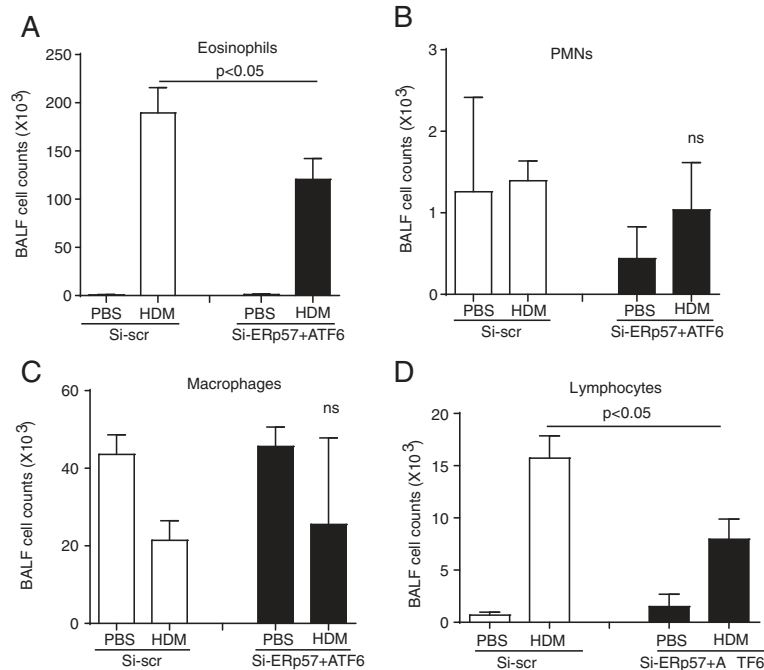 A
Eosinophils
p<0.05
BALF cell counts (X10³)
250
200
150
100
50
0
PBS HDM PBS HDM
Si-scr Si-ERp57+ATF6
B
PMNs
ns
BALF cell counts (X10³)
3
2
1
0
PBS HDM PBS HDM
Si-scr Si-ERp57+ATF6
C
Macrophages
ns
BALF cell counts (X10³)
60
40
20
0
PBS HDM PBS HDM
Si-scr Si-ERp57+ATF6
D
Lymphocytes
p<0.05
BALF cell counts (X10³)
20
15
10
5
0
PBS HDM PBS HDM
Si-scr Si-ERp57+A TF6